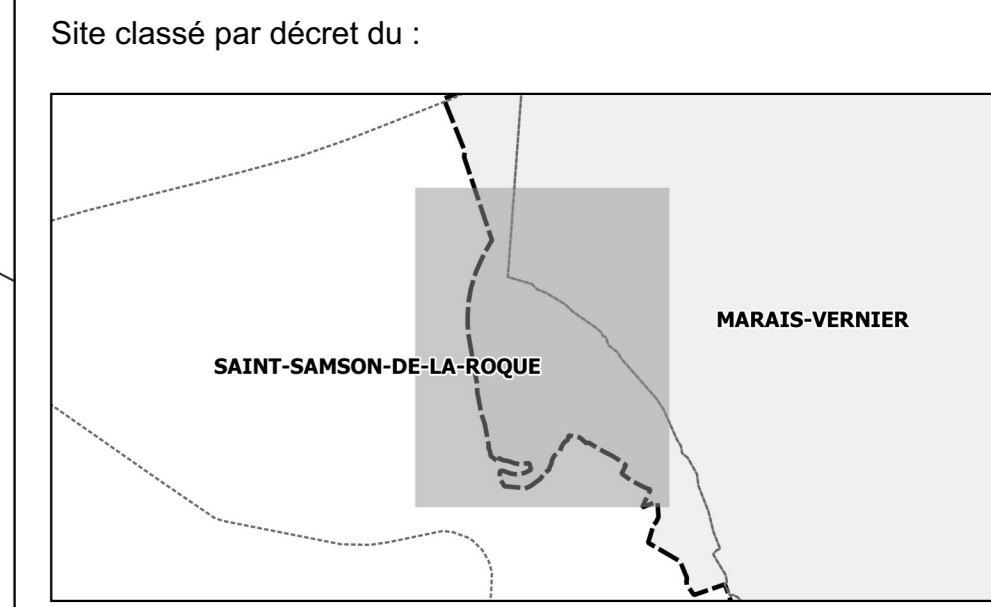 Site classé par décret du :
MARAIS-VERNIER
SAINT-SAMSON-DE-LA-ROQUE